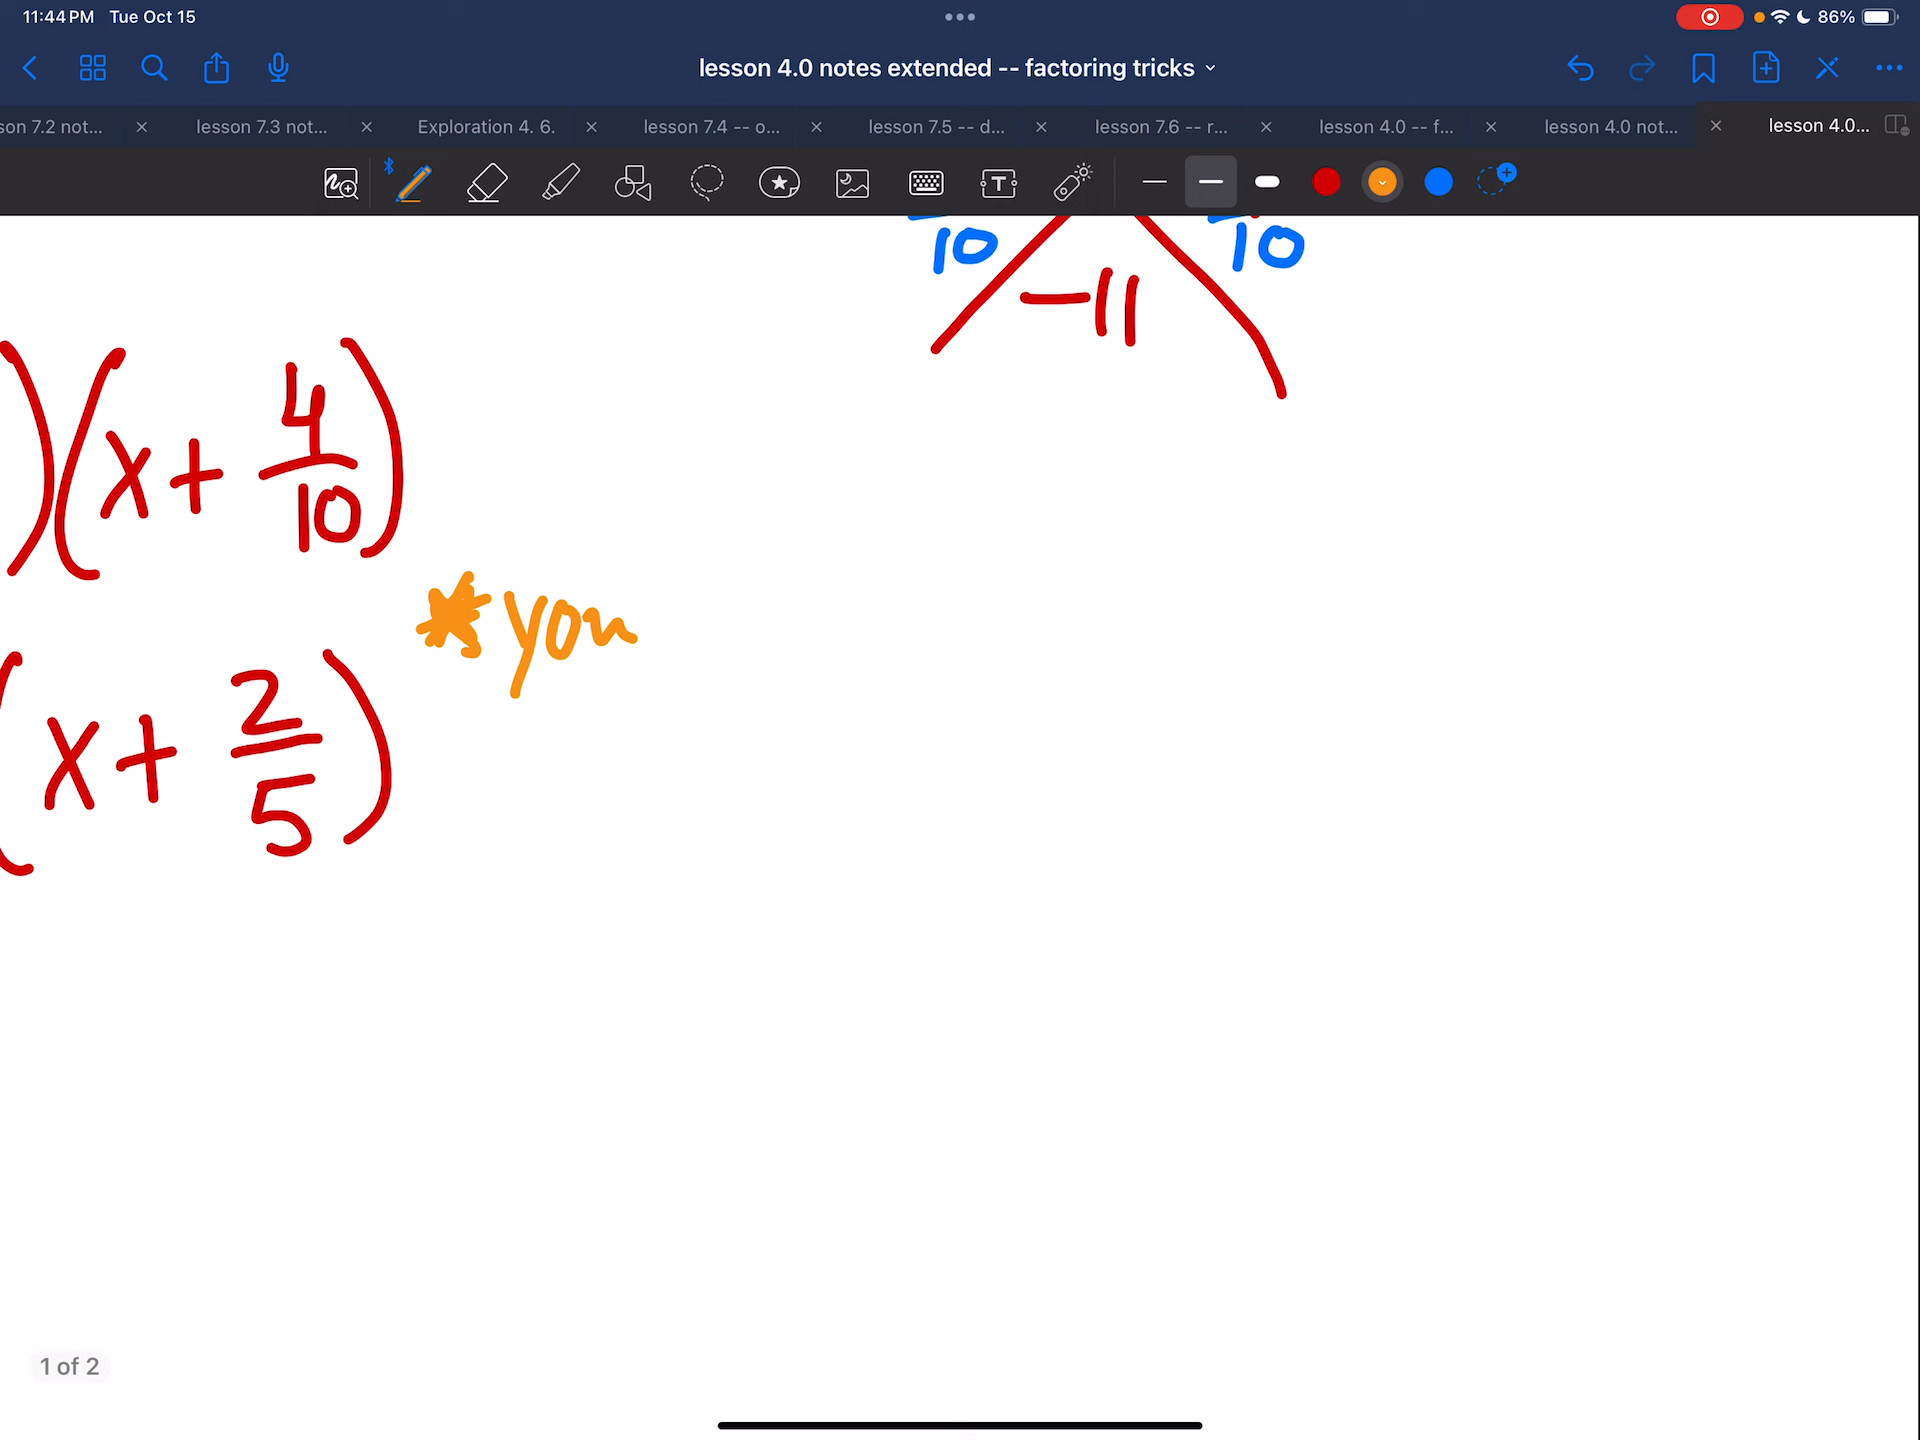 11:44 PM Tue Oct 15
86%
lesson 4.0 notes extended -- factoring tricks
son 7.2 not...
lesson 7.3 not...
Exploration 4. 6.
lesson 7.4 -- o...
lesson 7.5 -- d...
lesson 7.6 -- r...
lesson 4.0 -- f...
lesson 4.0 not...
lesson 4.0...
T
10 10
-11
)(x + 4/10)
*you
(x + 2/5)
1 of 2